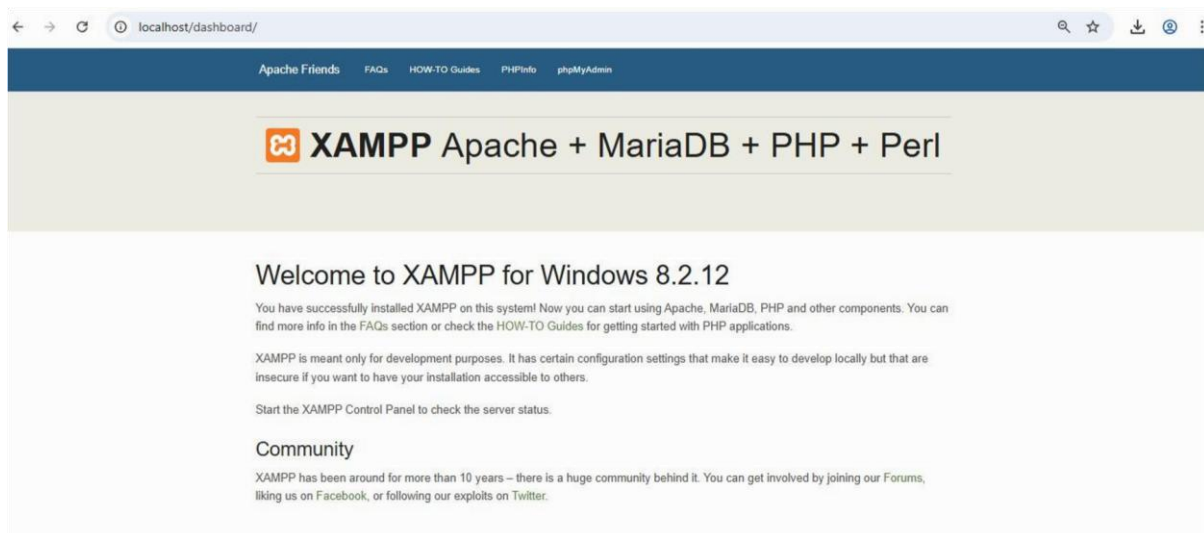 localhost/dashboard/
Apache Friends FAQs HOW-TO Guides PHPInfo phpMyAdmin
XAMPP Apache + MariaDB + PHP + Perl
Welcome to XAMPP for Windows 8.2.12
You have successfully installed XAMPP on this system! Now you can start using Apache, MariaDB, PHP and other components. You can
find more info in the FAQs section or check the HOW-TO Guides for getting started with PHP applications.
XAMPP is meant only for development purposes. It has certain configuration settings that make it easy to develop locally but that are
insecure if you want to have your installation accessible to others.
Start the XAMPP Control Panel to check the server status.
Community
XAMPP has been around for more than 10 years – there is a huge community behind it. You can get involved by joining our Forums,
liking us on Facebook, or following our exploits on Twitter.